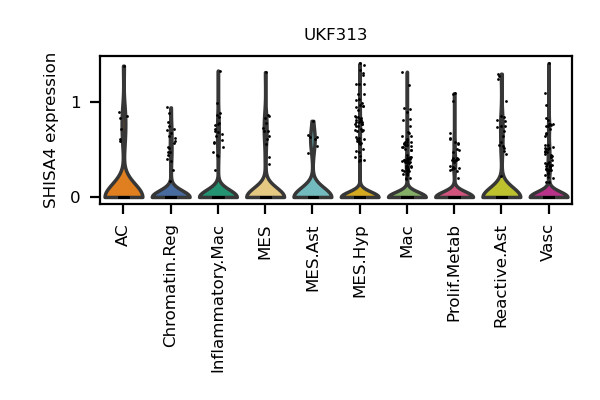 UKF313
SHISA4 expression
1
0
AC
Chromatin.Reg
Inflammatory.Mac
MES
MES.Ast
MES.Hyp
Mac
Prolif.Metab
Reactive.Ast
Vasc